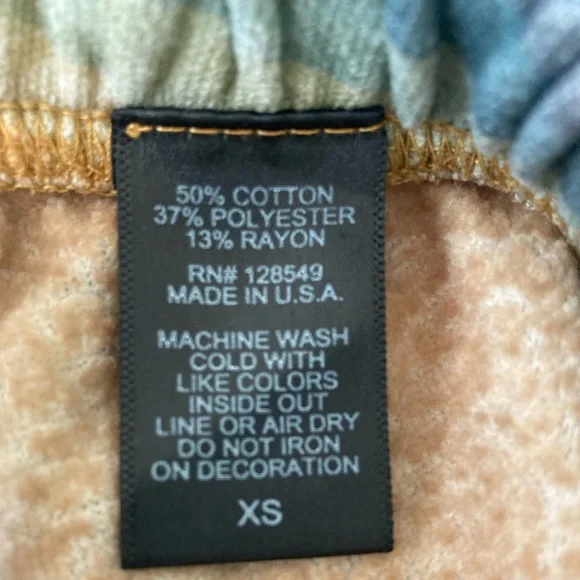 50% COTTON
37% POLYESTER
13% RAYON
RN# 128549
MADE IN U.S.A.
MACHINE WASH
COLD WITH
LIKE COLORS
INSIDE OUT
LINE OR AIR DRY
DO NOT IRON
ON DECORATION
XS